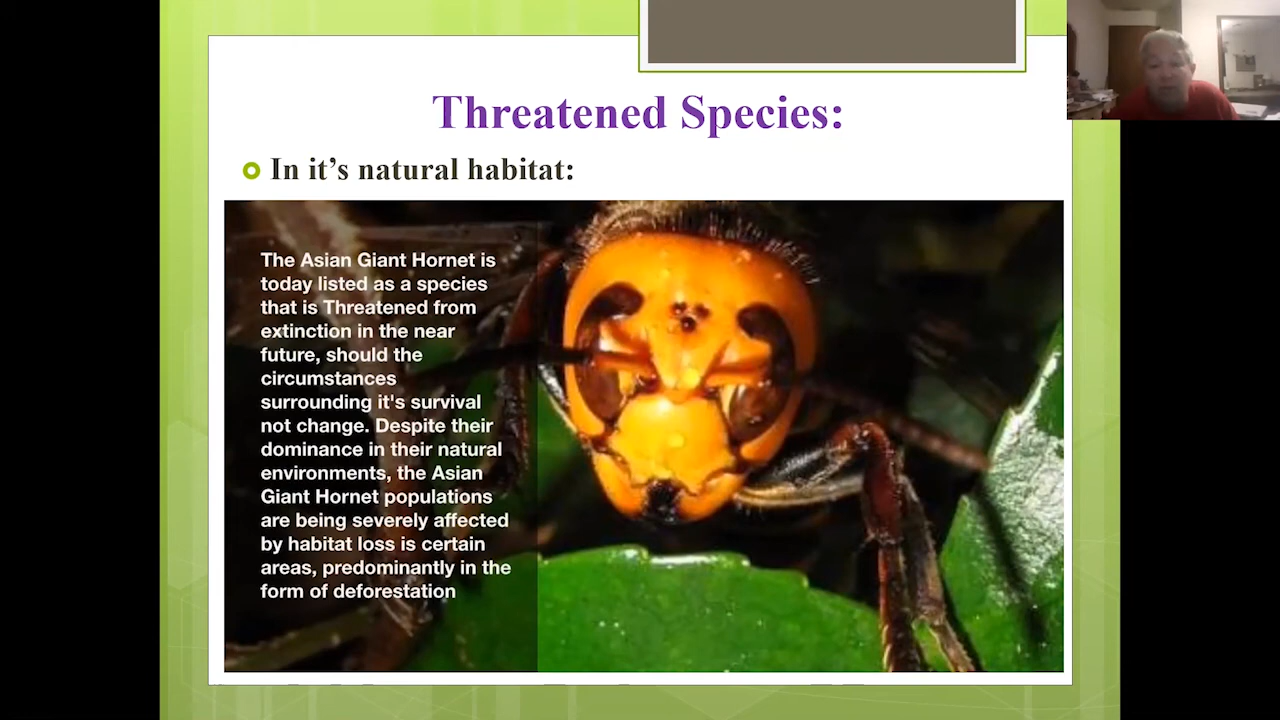 Threatened Species:
In it’s natural habitat:
The Asian Giant Hornet is
today listed as a species
that is Threatened from
extinction in the near
future, should the
circumstances
surrounding it's survival
not change. Despite their
dominance in their natural
environments, the Asian
Giant Hornet populations
are being severely affected
by habitat loss is certain
areas, predominantly in the
form of deforestation